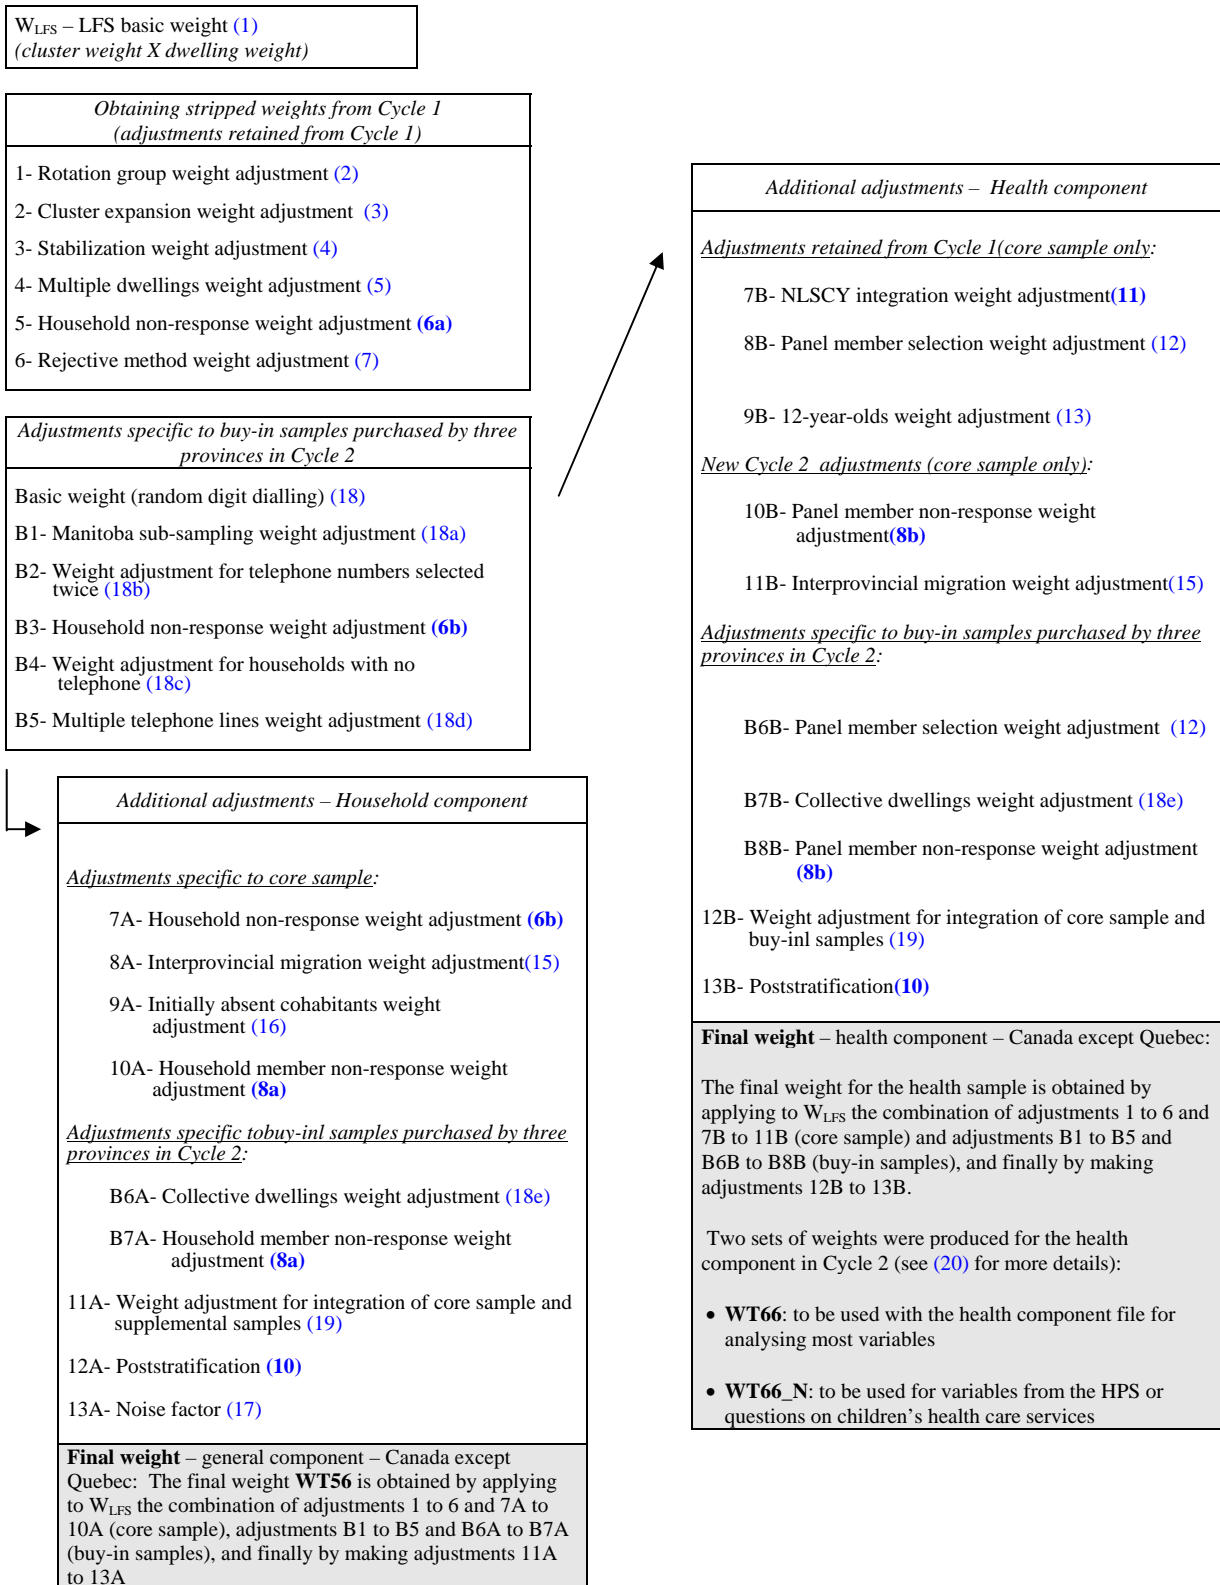 W_LFS – LFS basic weight (1)
(cluster weight X dwelling weight)
Obtaining stripped weights from Cycle 1
(adjustments retained from Cycle 1)
1- Rotation group weight adjustment (2)
2- Cluster expansion weight adjustment (3)
3- Stabilization weight adjustment (4)
4- Multiple dwellings weight adjustment (5)
5- Household non-response weight adjustment (6a)
6- Rejective method weight adjustment (7)
Adjustments specific to buy-in samples purchased by three
provinces in Cycle 2
Basic weight (random digit dialling) (18)
B1- Manitoba sub-sampling weight adjustment (18a)
B2- Weight adjustment for telephone numbers selected
twice (18b)
B3- Household non-response weight adjustment (6b)
B4- Weight adjustment for households with no
telephone (18c)
B5- Multiple telephone lines weight adjustment (18d)
Additional adjustments – Household component
Adjustments specific to core sample:
7A- Household non-response weight adjustment (6b)
8A- Interprovincial migration weight adjustment(15)
9A- Initially absent cohabitants weight
adjustment (16)
10A- Household member non-response weight
adjustment (8a)
Adjustments specific tobuy-inl samples purchased by three
provinces in Cycle 2:
B6A- Collective dwellings weight adjustment (18e)
B7A- Household member non-response weight
adjustment (8a)
11A- Weight adjustment for integration of core sample and
supplemental samples (19)
12A- Poststratification (10)
13A- Noise factor (17)
Final weight – general component – Canada except
Quebec: The final weight WT56 is obtained by applying
to W_LFS the combination of adjustments 1 to 6 and 7A to
10A (core sample), adjustments B1 to B5 and B6A to B7A
(buy-in samples), and finally by making adjustments 11A
to 13A
Additional adjustments – Health component
Adjustments retained from Cycle 1(core sample only:
7B- NLSCY integration weight adjustment(11)
8B- Panel member selection weight adjustment (12)
9B- 12-year-olds weight adjustment (13)
New Cycle 2 adjustments (core sample only):
10B- Panel member non-response weight
adjustment(8b)
11B- Interprovincial migration weight adjustment(15)
Adjustments specific to buy-in samples purchased by three
provinces in Cycle 2:
B6B- Panel member selection weight adjustment (12)
B7B- Collective dwellings weight adjustment (18e)
B8B- Panel member non-response weight adjustment
(8b)
12B- Weight adjustment for integration of core sample and
buy-inl samples (19)
13B- Poststratification(10)
Final weight – health component – Canada except Quebec:
The final weight for the health sample is obtained by
applying to W_LFS the combination of adjustments 1 to 6 and
7B to 11B (core sample) and adjustments B1 to B5 and
B6B to B8B (buy-in samples), and finally by making
adjustments 12B to 13B.
Two sets of weights were produced for the health
component in Cycle 2 (see (20) for more details):
• WT66: to be used with the health component file for
analysing most variables
• WT66_N: to be used for variables from the HPS or
questions on children’s health care services